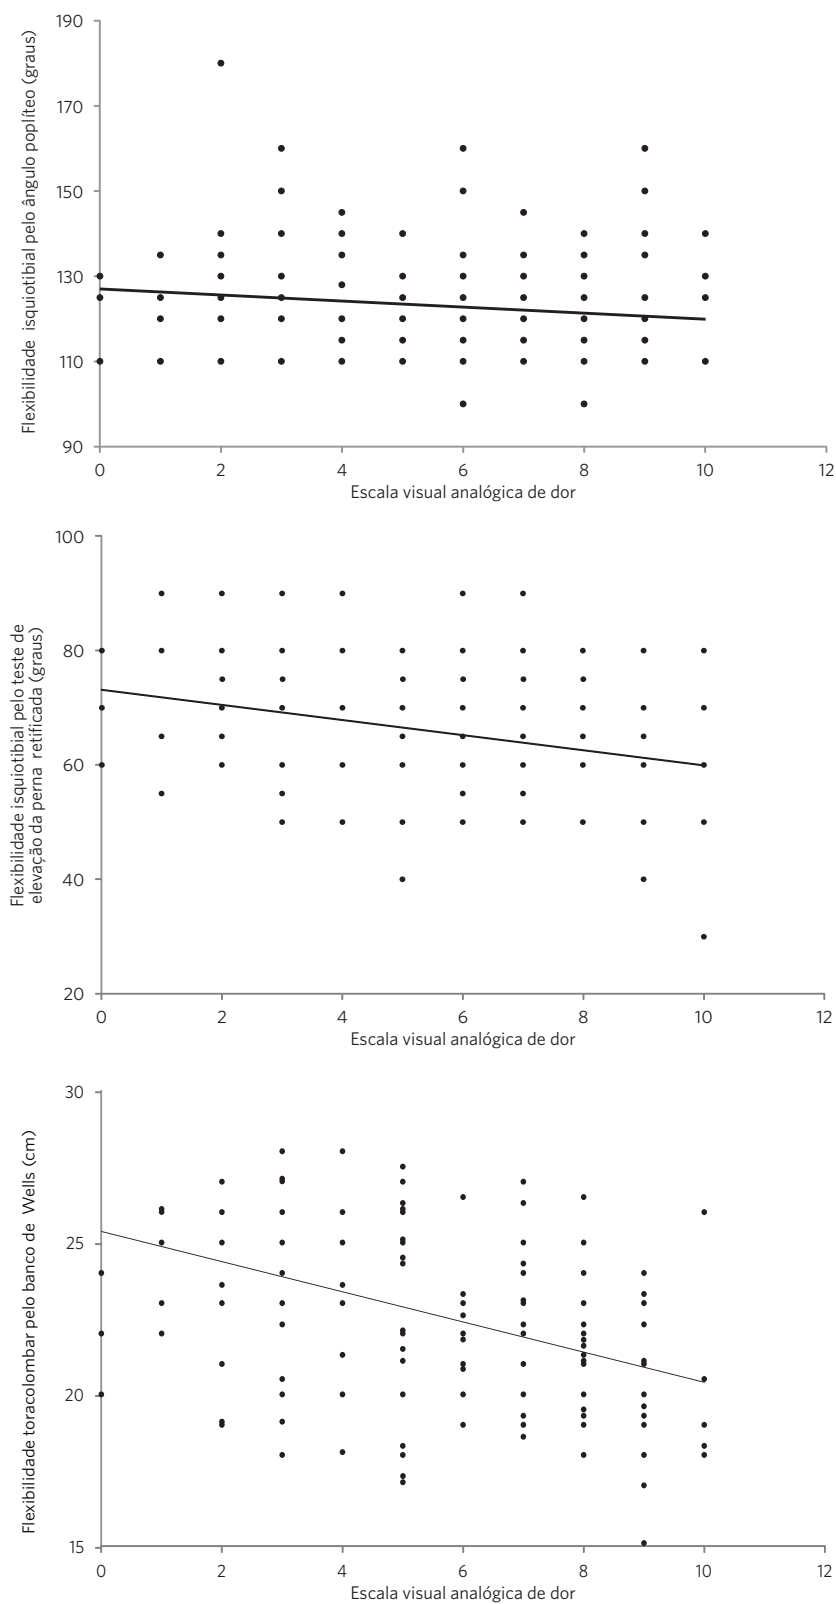 Flexibilidade isquiotibial pelo ângulo poplíteo (graus)
190
170
150
130
110
90
0 2 4 6 8 10 12
Escala visual analógica de dor
Flexibilidade isquiotibial pelo teste de
elevação da perna retificada (graus)
100
80
60
40
20
0 2 4 6 8 10 12
Escala visual analógica de dor
Flexibilidade toracolombar pelo banco de Wells (cm)
30
25
20
15
0 2 4 6 8 10 12
Escala visual analógica de dor